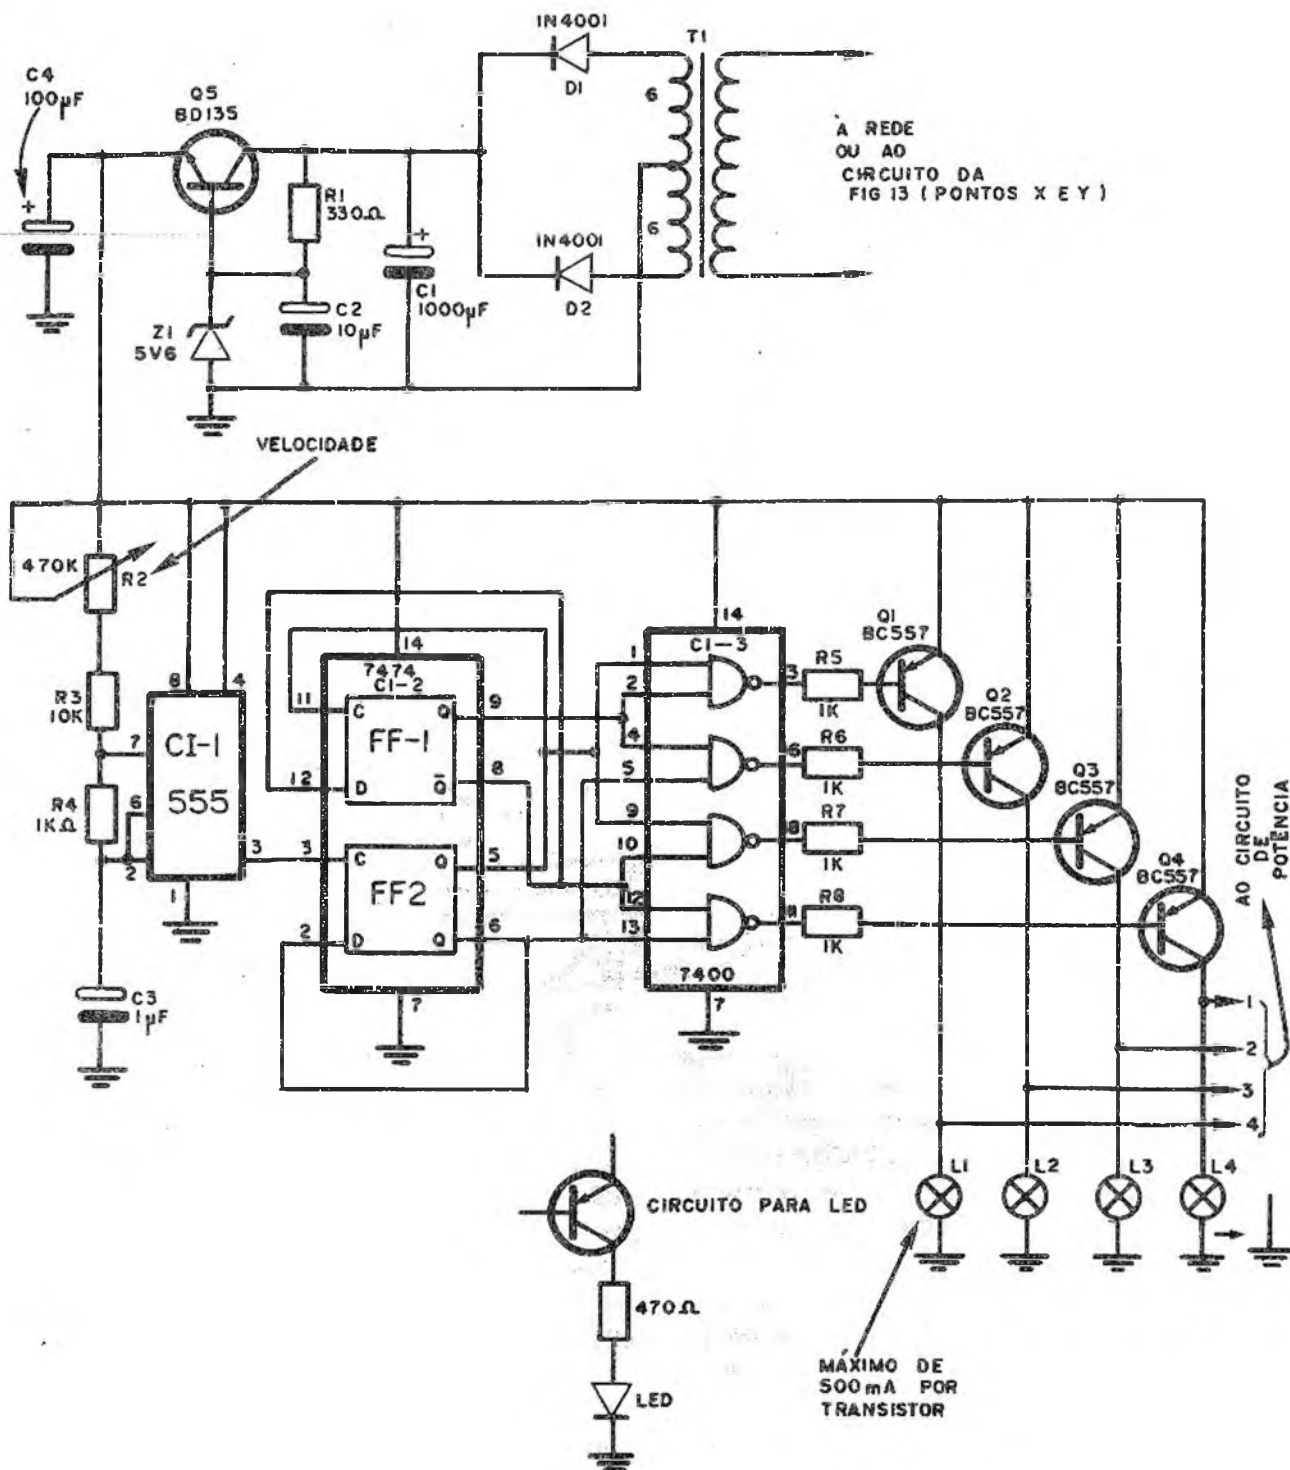 1N4001
D1
T1
6
6
C4
100µF
Q5
BD135
R1
330Ω
+
+
C1
1000µF
C2
10µF
Z1
5V6
1N4001
D2
A REDE
OU AO
CIRCUITO DA
FIG 13 ( PONTOS X E Y )
VELOCIDADE
470K
R2
R3
10K
R4
1KΩ
8
4
7
6
2
CI-1
555
3
1
C3
1µF
14
7474
CI-2
11
C
Q
9
FF-1
12
D
Q̅
8
3
C
Q
5
FF2
2
D
Q
6
7
14
CI-3
1
2
3
4
5
6
9
10
8
12
13
11
7400
7
R5
1K
R6
1K
R7
1K
R8
1K
Q1
BC557
Q2
BC557
Q3
BC557
Q4
BC557
AO CIRCUITO
DE
POTÊNCIA
1
2
3
4
L1
L2
L3
L4
CIRCUITO PARA LED
470Ω
LED
MÁXIMO DE
500mA POR
TRANSISTOR